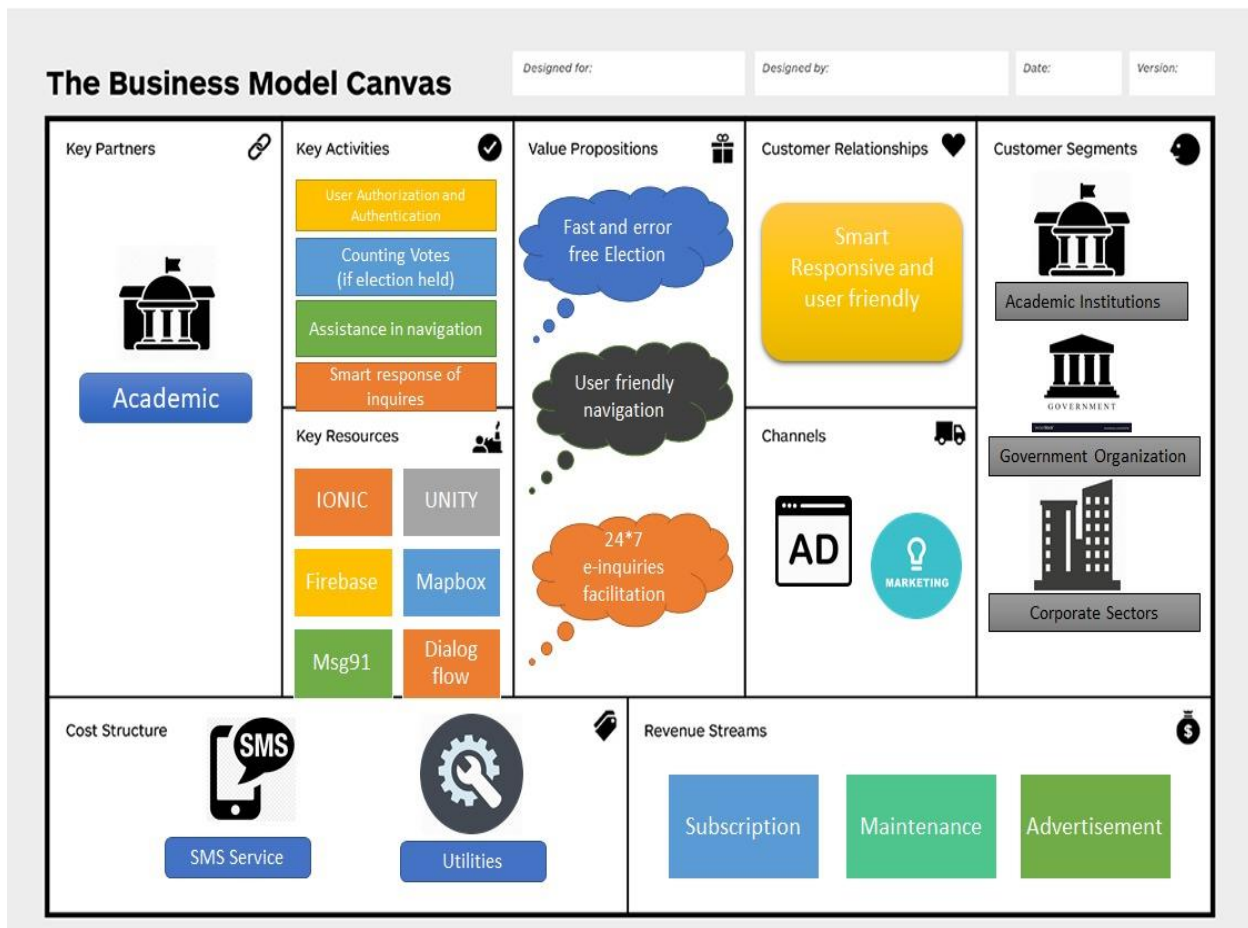 The Business Model Canvas
Designed for:
Designed by:
Date:
Version:
Key Partners
Academic
Key Activities
User Authorization and
Authentication
Counting Votes
(if election held)
Assistance in navigation
Smart response of
inquires
Key Resources
IONIC
UNITY
Firebase
Mapbox
Msg91
Dialog
flow
Value Propositions
Fast and error
free Election
User friendly
navigation
24*7
e-inquiries
facilitation
Customer Relationships
Smart
Responsive and
user friendly
Channels
AD
MARKETING
Customer Segments
Academic Institutions
GOVERNMENT
Government Organization
Corporate Sectors
Cost Structure
SMS
SMS Service
Utilities
Revenue Streams
$
Subscription
Maintenance
Advertisement